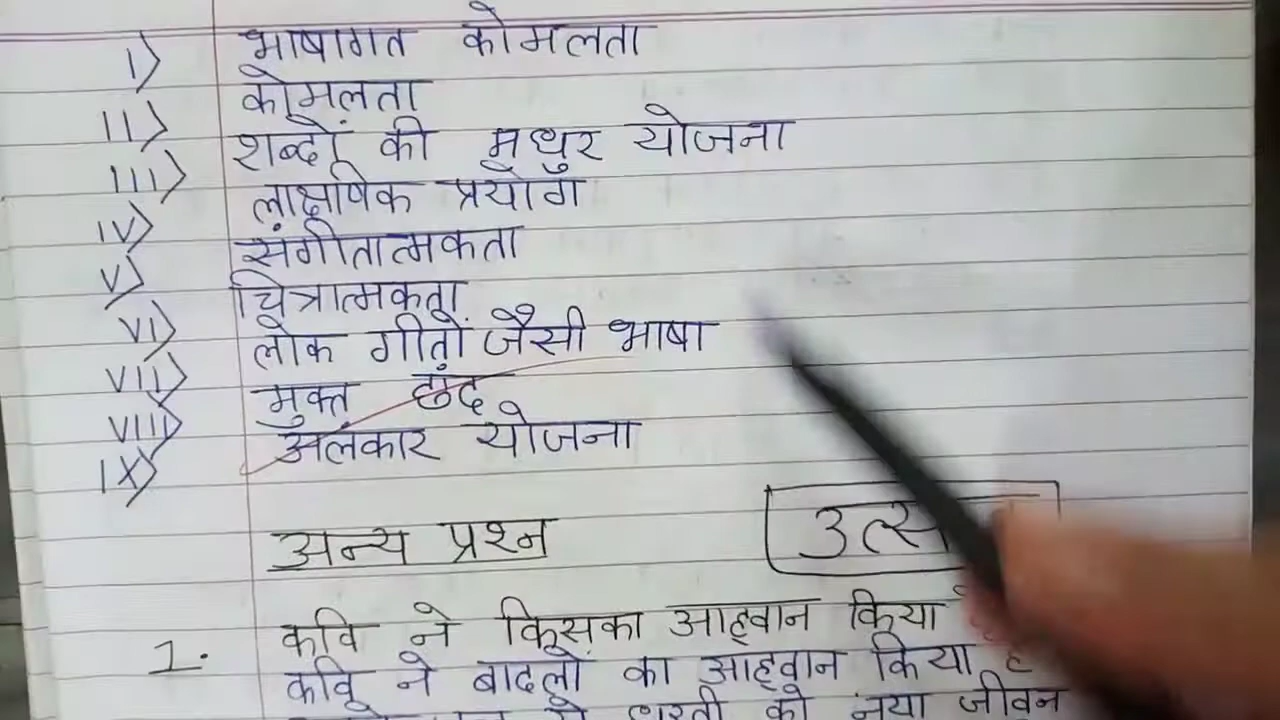 I) भाषागत कोमलता
II) कोमलता
III) शब्दों की मधुर योजना
IV) लाक्षणिक प्रयोग
V) संगीतात्मकता
VI) चित्रात्मकता
VII) लोक गीतों जैसी भाषा
VIII) मुक्त छंद
IX) अलंकार योजना
अन्य प्रश्न
1. कवि ने किसका आह्वान किया
कवि ने बादलों का आह्वान किया है
धरती को नया जीवन